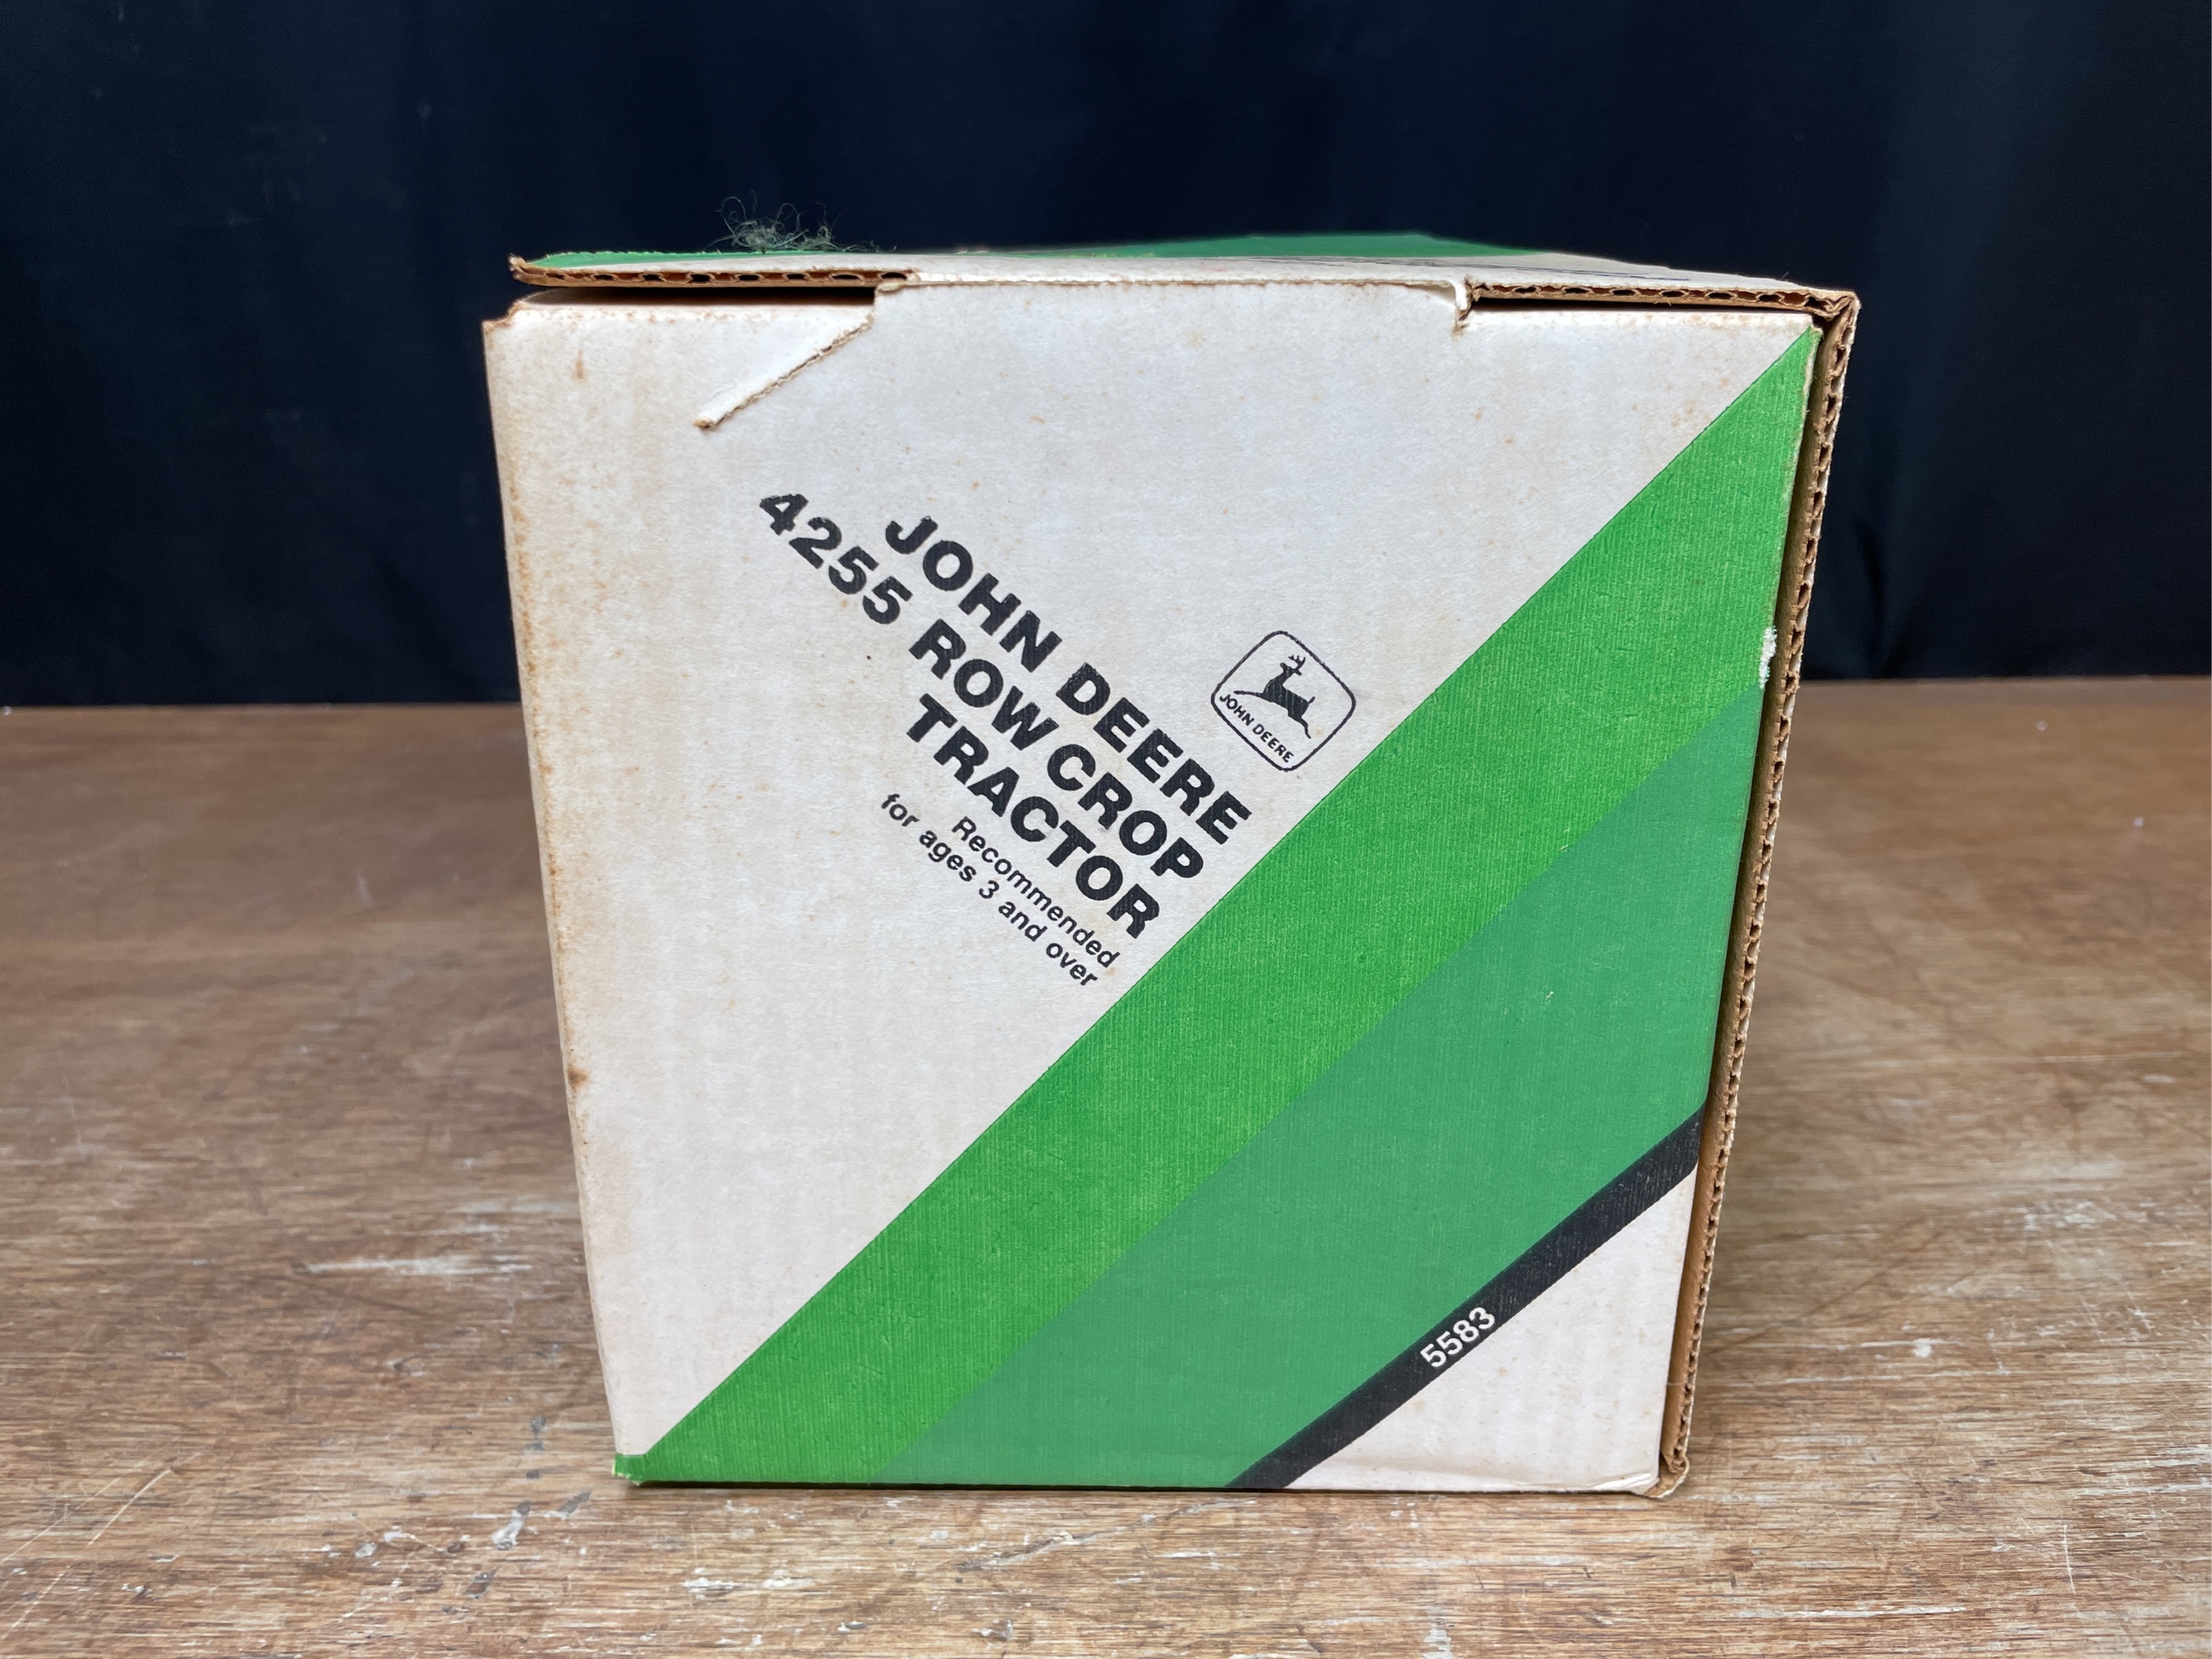 JOHN DEERE
JOHN DEERE
4255 ROW CROP
TRACTOR
Recommended
for ages 3 and over
5583